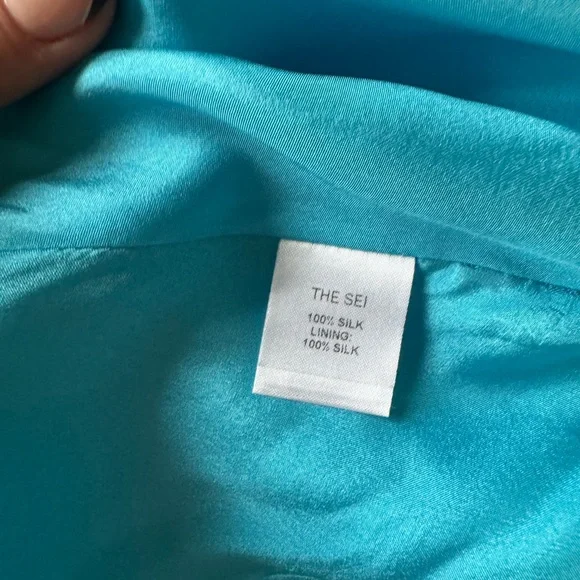 THE SEI
100% SILK
LINING:
100% SILK